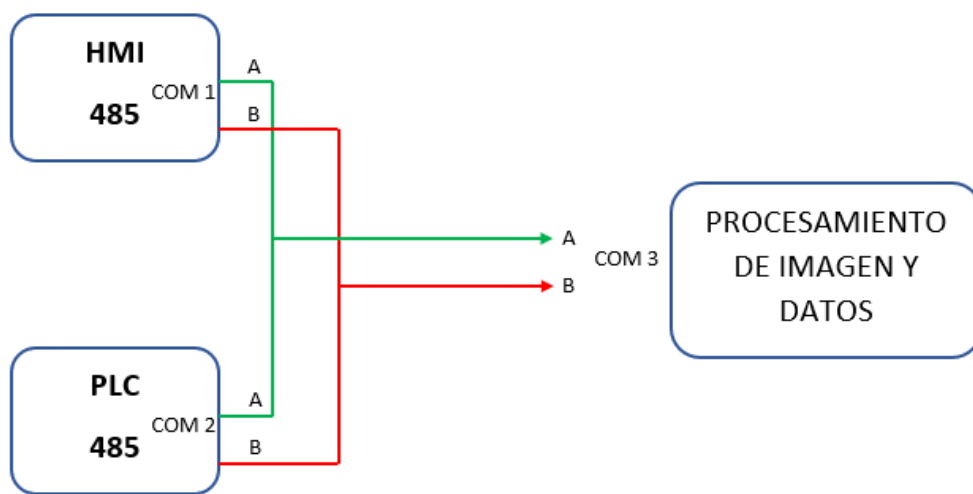 HMI
485
COM 1
A
B
A
B
COM 3
PROCESAMIENTO
DE IMAGEN Y
DATOS
PLC
485
COM 2
A
B